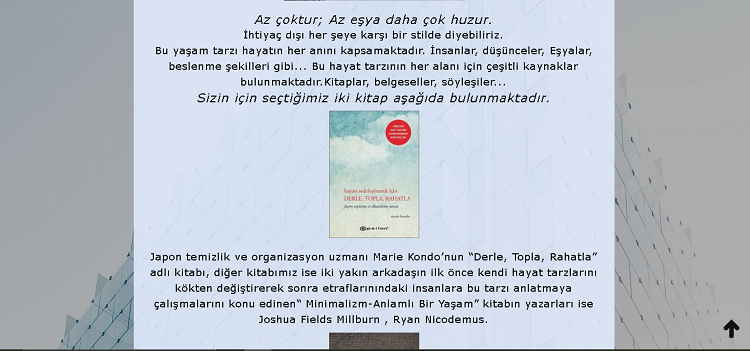 Az çoktur; Az eşya daha çok huzur.
İhtiyaç dışı her şeye karşı bir stilde diyebiliriz.
Bu yaşam tarzı hayatın her anını kapsamaktadır. İnsanlar, düşünceler, Eşyalar,
beslenme şekilleri gibi... Bu hayat tarzının her alanı için çeşitli kaynaklar
bulunmaktadır.Kitaplar, belgeseller, söyleşiler...
Sizin için seçtiğimiz iki kitap aşağıda bulunmaktadır.
hayatı sadeleştirmek için
DERLE, TOPLA, RAHATLA
marie kondo
Japon temizlik ve organizasyon uzmanı Marie Kondo’nun “Derle, Topla, Rahatla”
adlı kitabı, diğer kitabımız ise iki yakın arkadaşın ilk önce kendi hayat tarzlarını
kökten değiştirerek sonra etraflarınındaki insanlara bu tarzı anlatmaya
çalışmalarını konu edinen“ Minimalizm-Anlamlı Bir Yaşam” kitabın yazarları ise
Joshua Fields Millburn , Ryan Nicodemus.